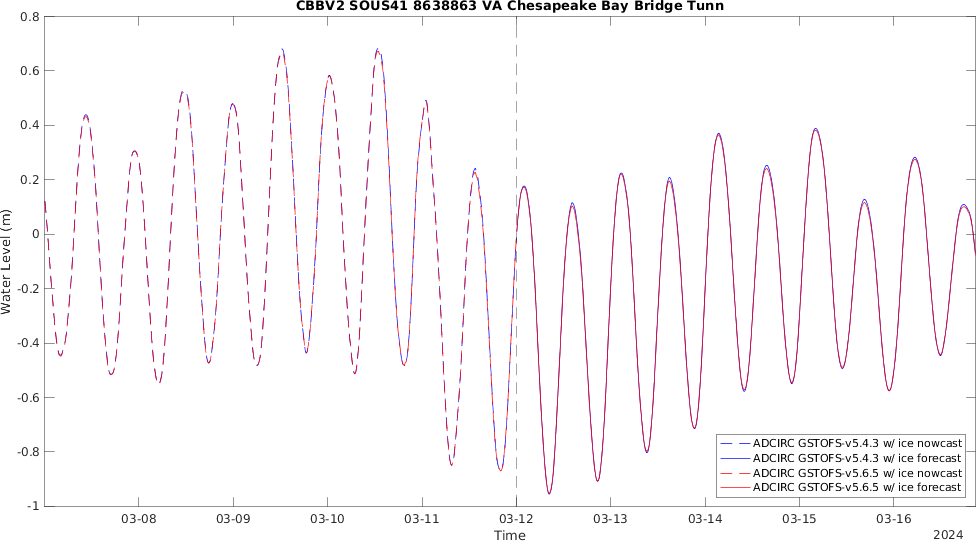 CBBV2 SOUS41 8638863 VA Chesapeake Bay Bridge Tunn
0.8
0.6
0.4
0.2
0
-0.2
-0.4
-0.6
-0.8
-1
Water Level (m)
ADCIRC GSTOFS-v5.4.3 w/ ice nowcast
ADCIRC GSTOFS-v5.4.3 w/ ice forecast
ADCIRC GSTOFS-v5.6.5 w/ ice nowcast
ADCIRC GSTOFS-v5.6.5 w/ ice forecast
03-08 03-09 03-10 03-11 03-12 03-13 03-14 03-15 03-16
Time
2024